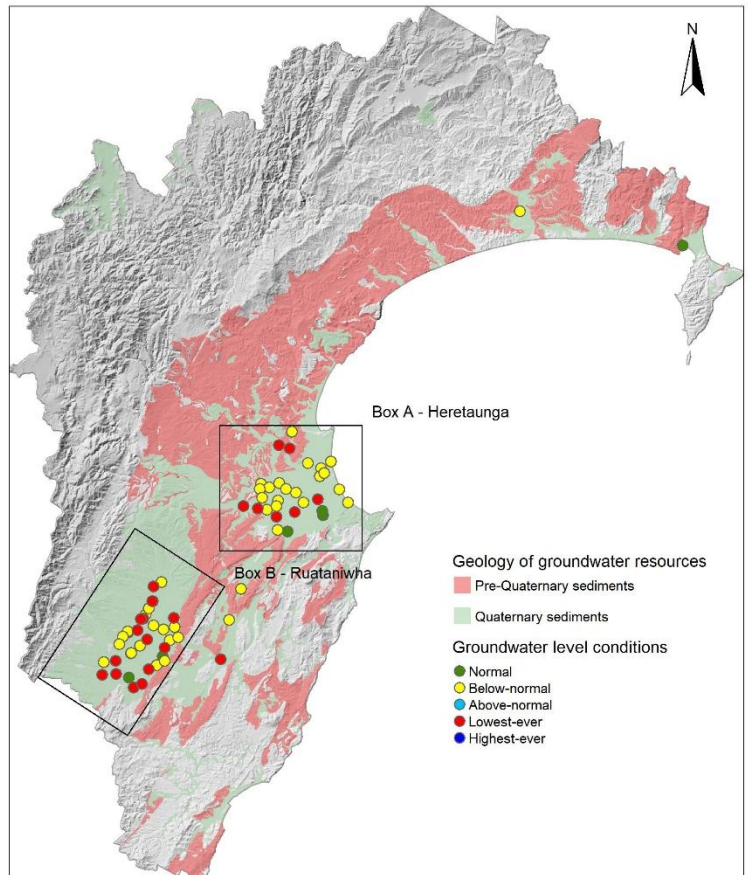 N
Box A - Heretaunga
Box B - Ruataniwha
Geology of groundwater resources
Pre-Quaternary sediments
Quaternary sediments
Groundwater level conditions
Normal
Below-normal
Above-normal
Lowest-ever
Highest-ever